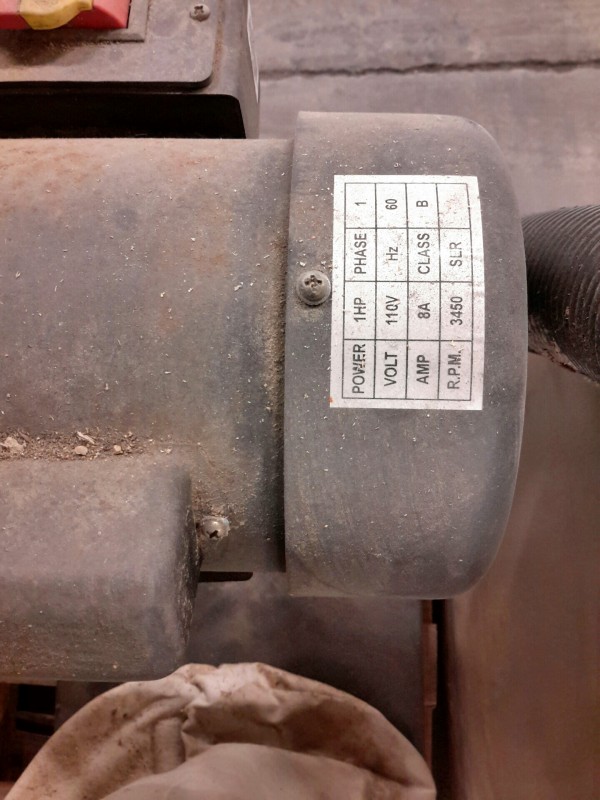 POWER 1HP PHASE 1
VOLT 110V Hz 60
AMP 8A CLASS B
R.P.M. 3450 SLR